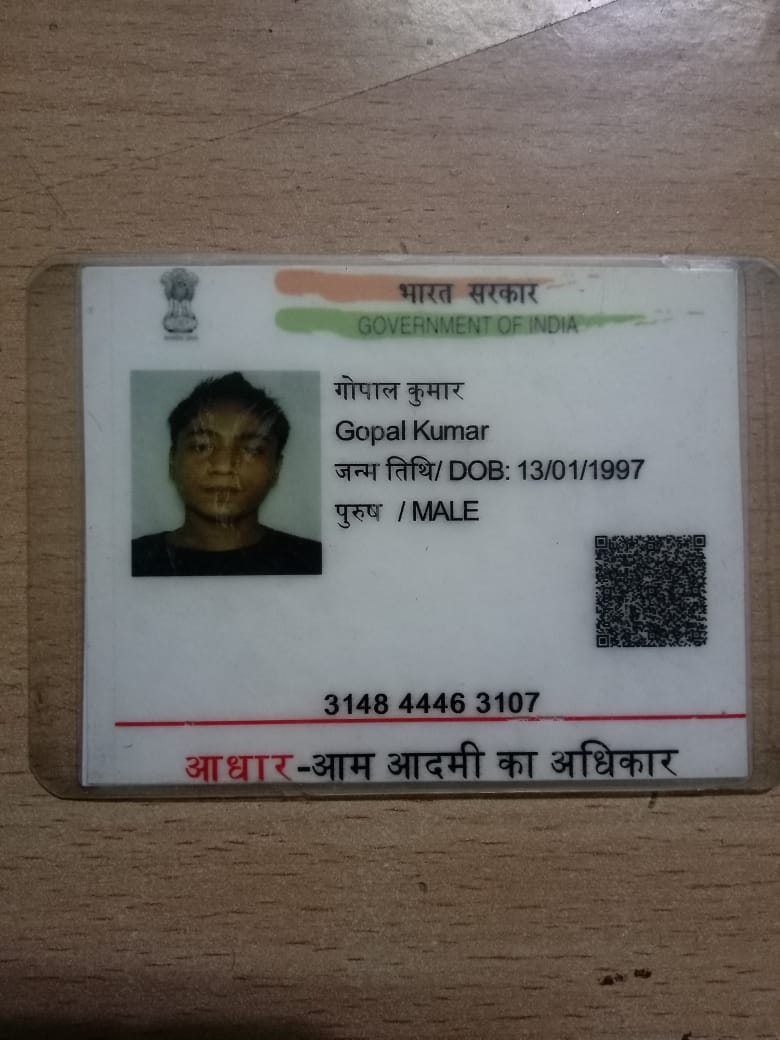 भारत सरकार
GOVERNMENT OF INDIA
गोपाल कुमार
Gopal Kumar
जन्म तिथि/ DOB: 13/01/1997
पुरुष / MALE
3148 4446 3107
आधार-आम आदमी का अधिकार